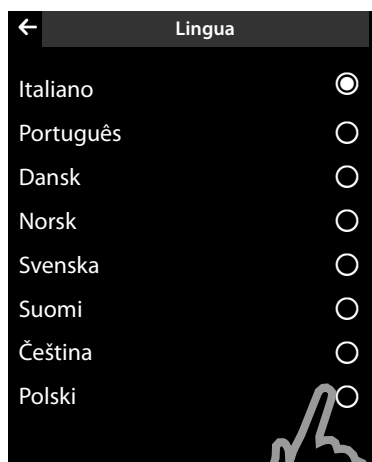 Lingua
Italiano
Português
Dansk
Norsk
Svenska
Suomi
Čeština
Polski